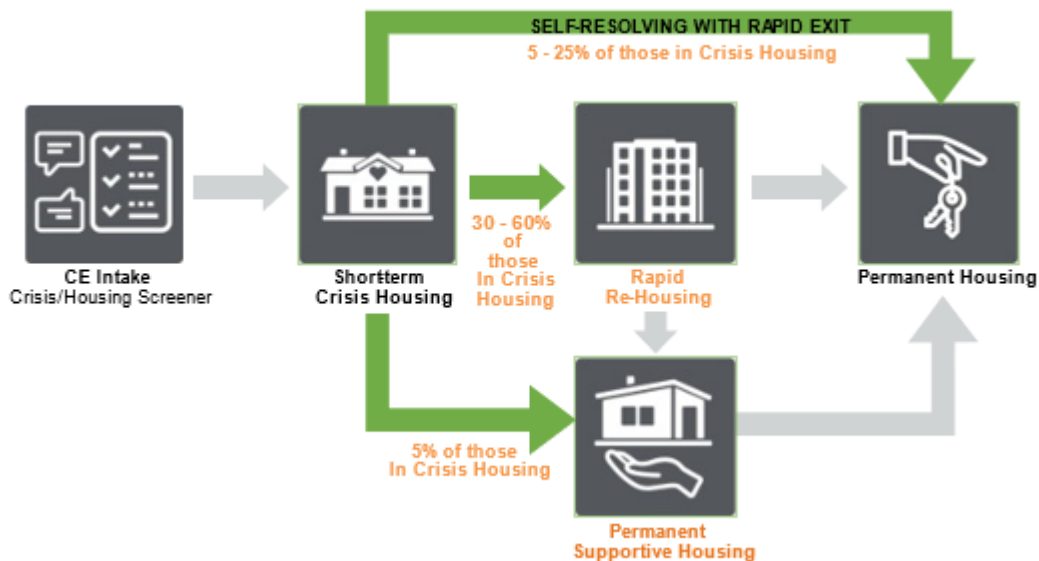 SELF-RESOLVING WITH RAPID EXIT
5 - 25% of those in Crisis Housing
CE Intake
Crisis/Housing Screener
Shortterm
Crisis Housing
30 - 60%
of
those
In Crisis
Housing
Rapid
Re-Housing
Permanent Housing
5% of those
In Crisis Housing
Permanent
Supportive Housing